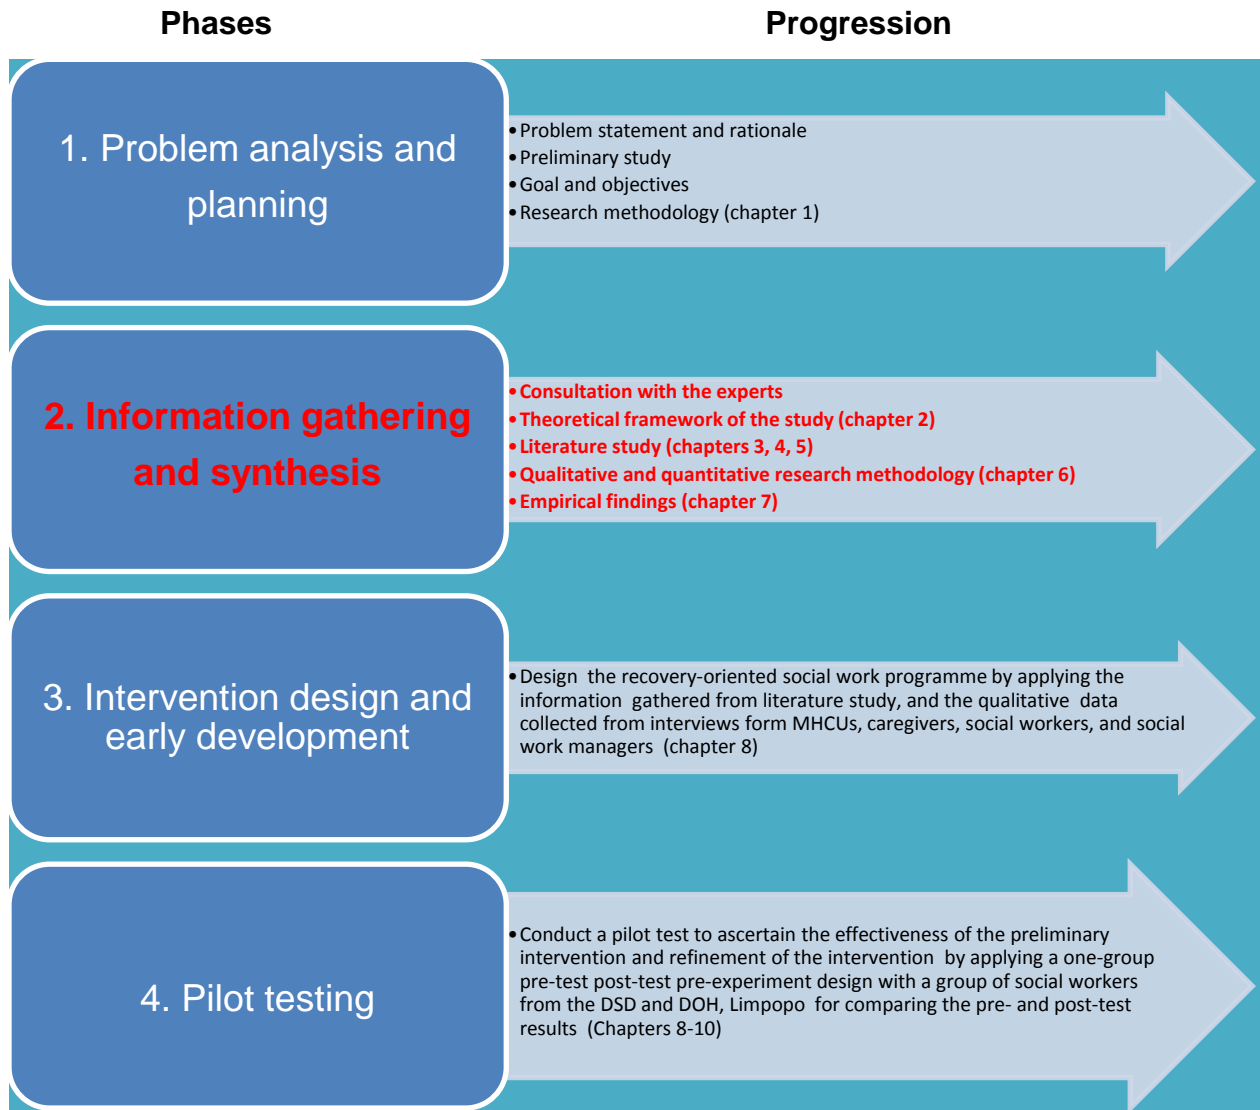 Phases
Progression
1. Problem analysis and
planning
•Problem statement and rationale
•Preliminary study
•Goal and objectives
•Research methodology (chapter 1)
2. Information gathering
and synthesis
•Consultation with the experts
•Theoretical framework of the study (chapter 2)
•Literature study (chapters 3, 4, 5)
•Qualitative and quantitative research methodology (chapter 6)
•Empirical findings (chapter 7)
3. Intervention design and
early development
•Design the recovery-oriented social work programme by applying the
information gathered from literature study, and the qualitative data
collected from interviews form MHCUs, caregivers, social workers, and social
work managers (chapter 8)
4. Pilot testing
•Conduct a pilot test to ascertain the effectiveness of the preliminary
intervention and refinement of the intervention by applying a one-group
pre-test post-test pre-experiment design with a group of social workers
from the DSD and DOH, Limpopo for comparing the pre- and post-test
results (Chapters 8-10)